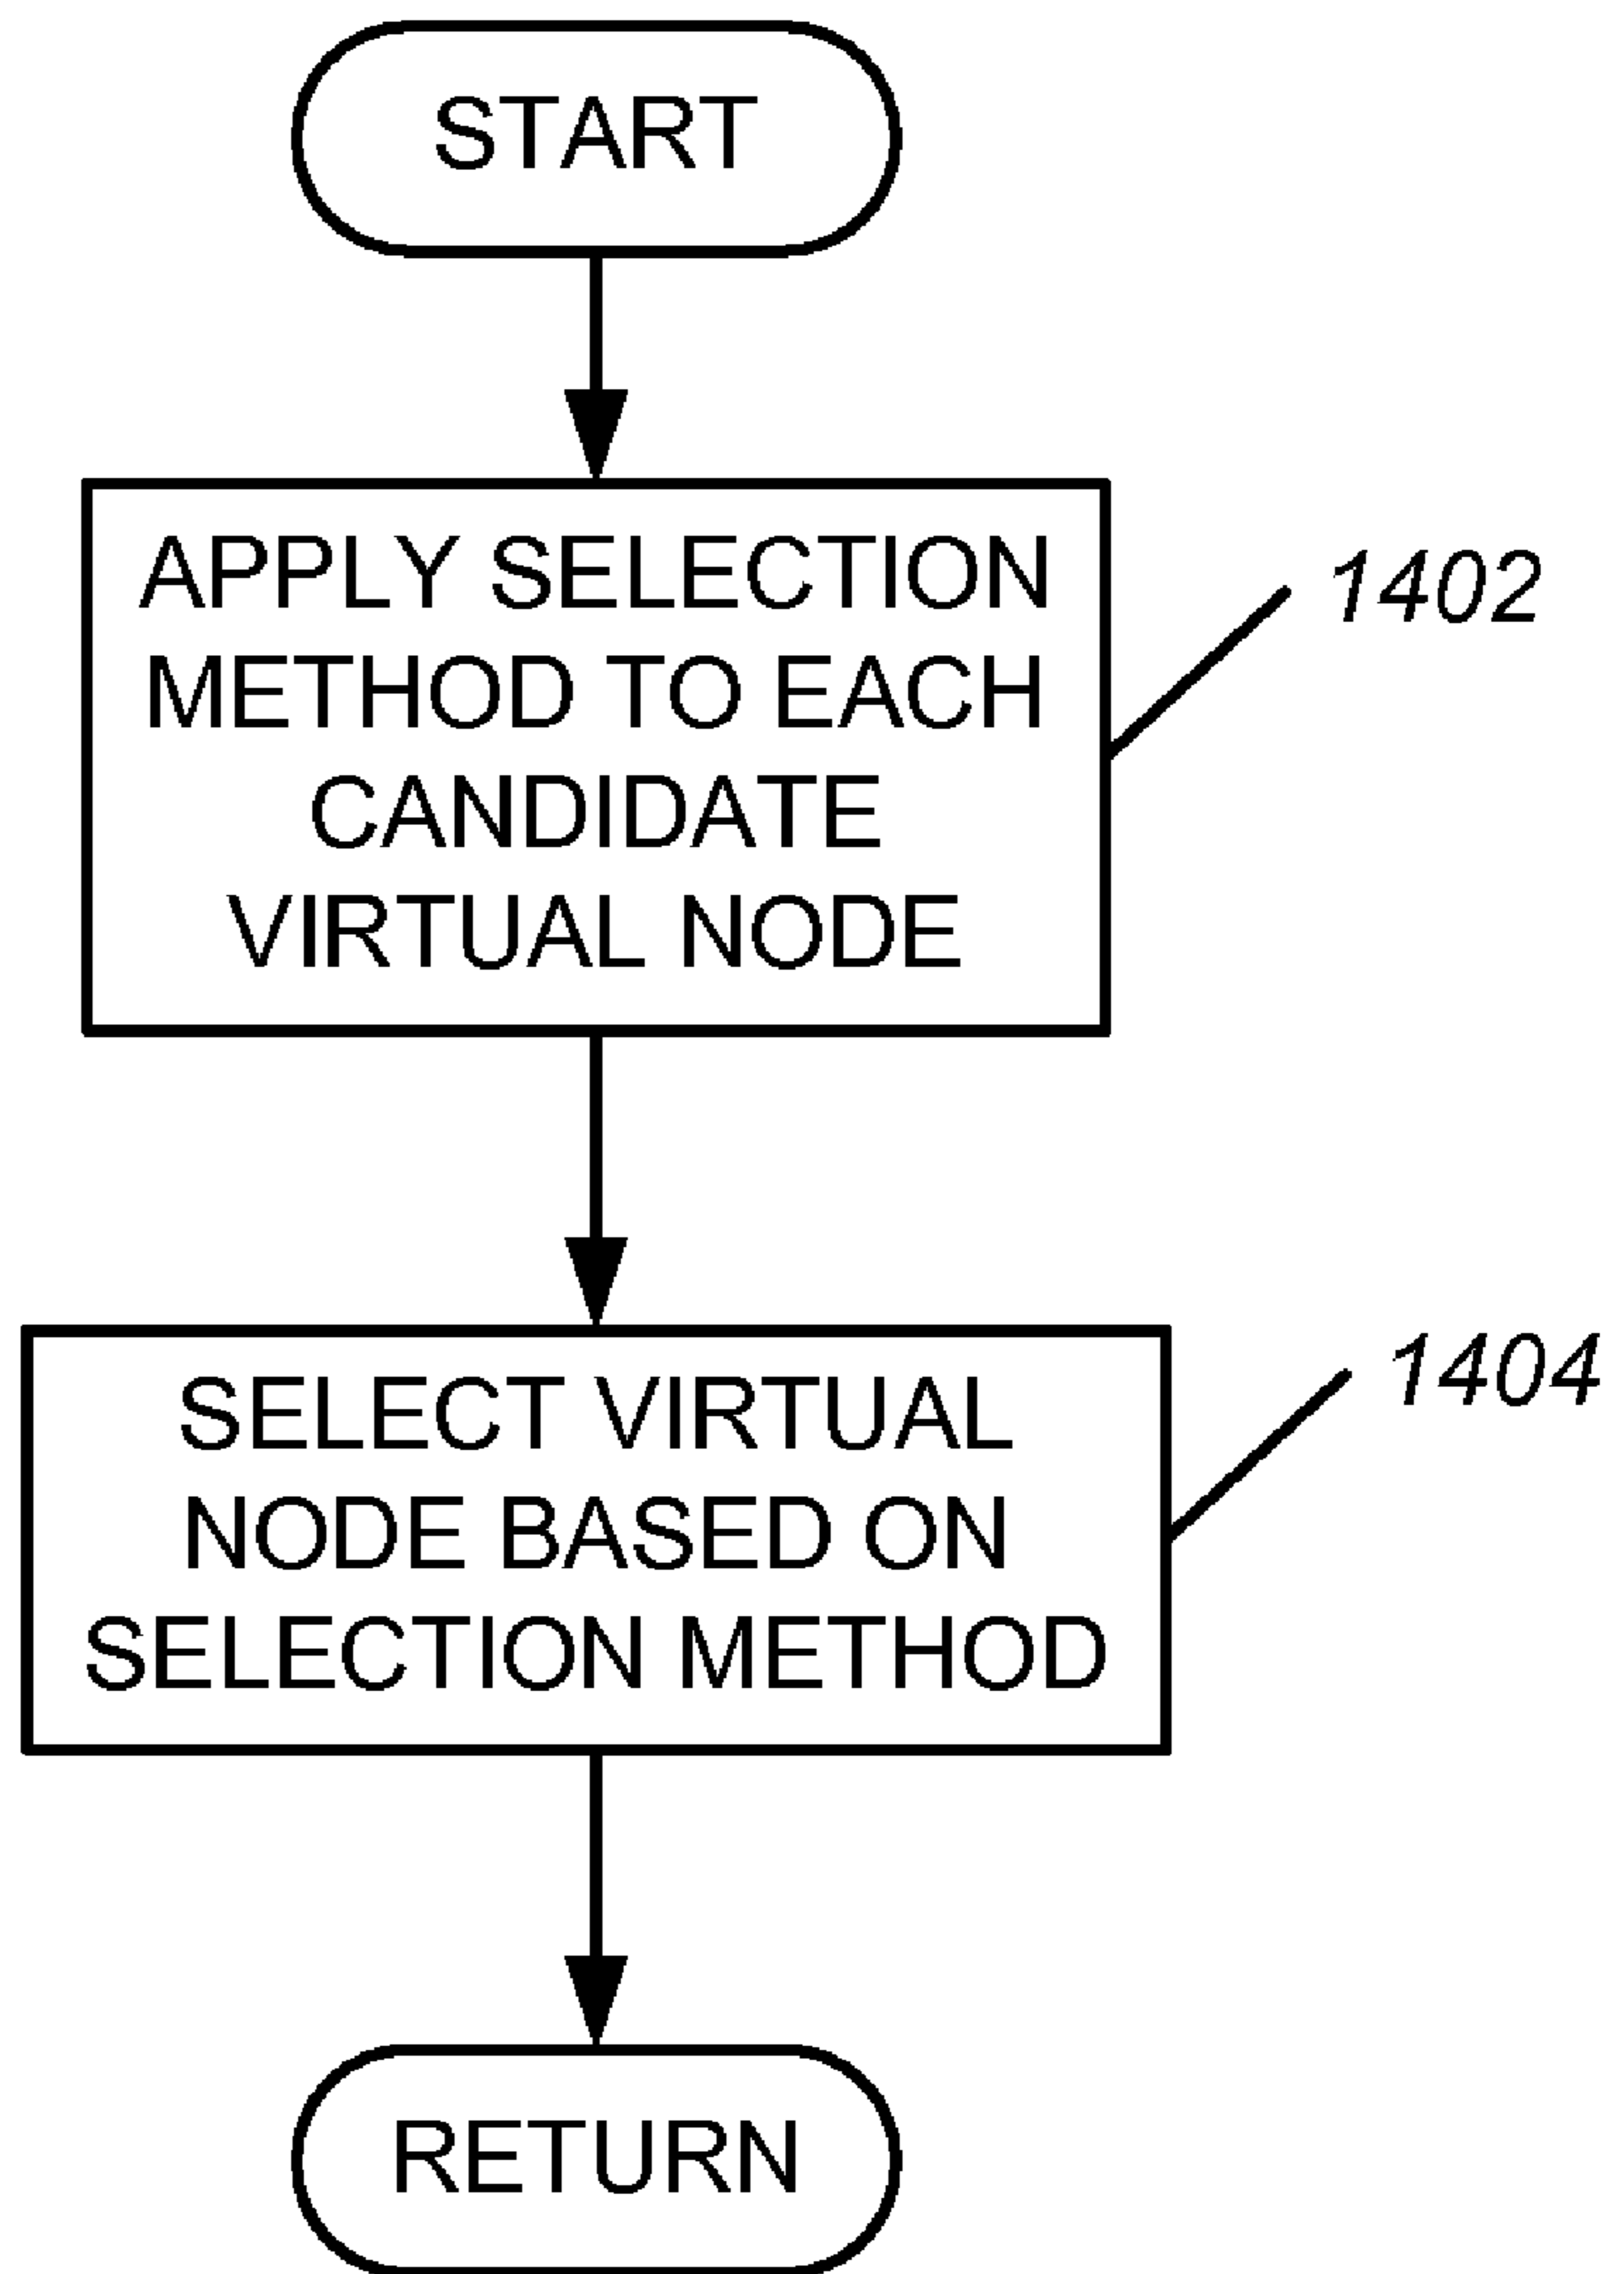 START
APPLY SELECTION
METHOD TO EACH
CANDIDATE
VIRTUAL NODE
1402
SELECT VIRTUAL
NODE BASED ON
SELECTION METHOD
1404
RETURN